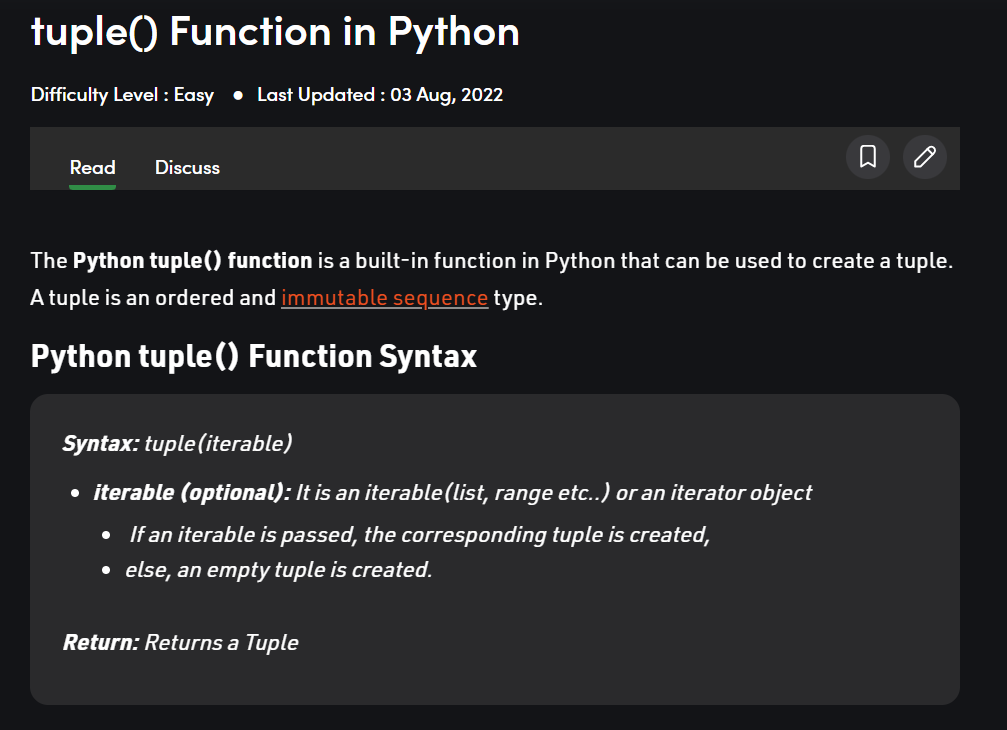 tuple() Function in Python
Difficulty Level : Easy ● Last Updated : 03 Aug, 2022
Read Discuss
The Python tuple() function is a built-in function in Python that can be used to create a tuple.
A tuple is an ordered and immutable sequence type.
Python tuple() Function Syntax
Syntax: tuple(iterable)
• iterable (optional): It is an iterable(list, range etc..) or an iterator object
• If an iterable is passed, the corresponding tuple is created,
• else, an empty tuple is created.
Return: Returns a Tuple